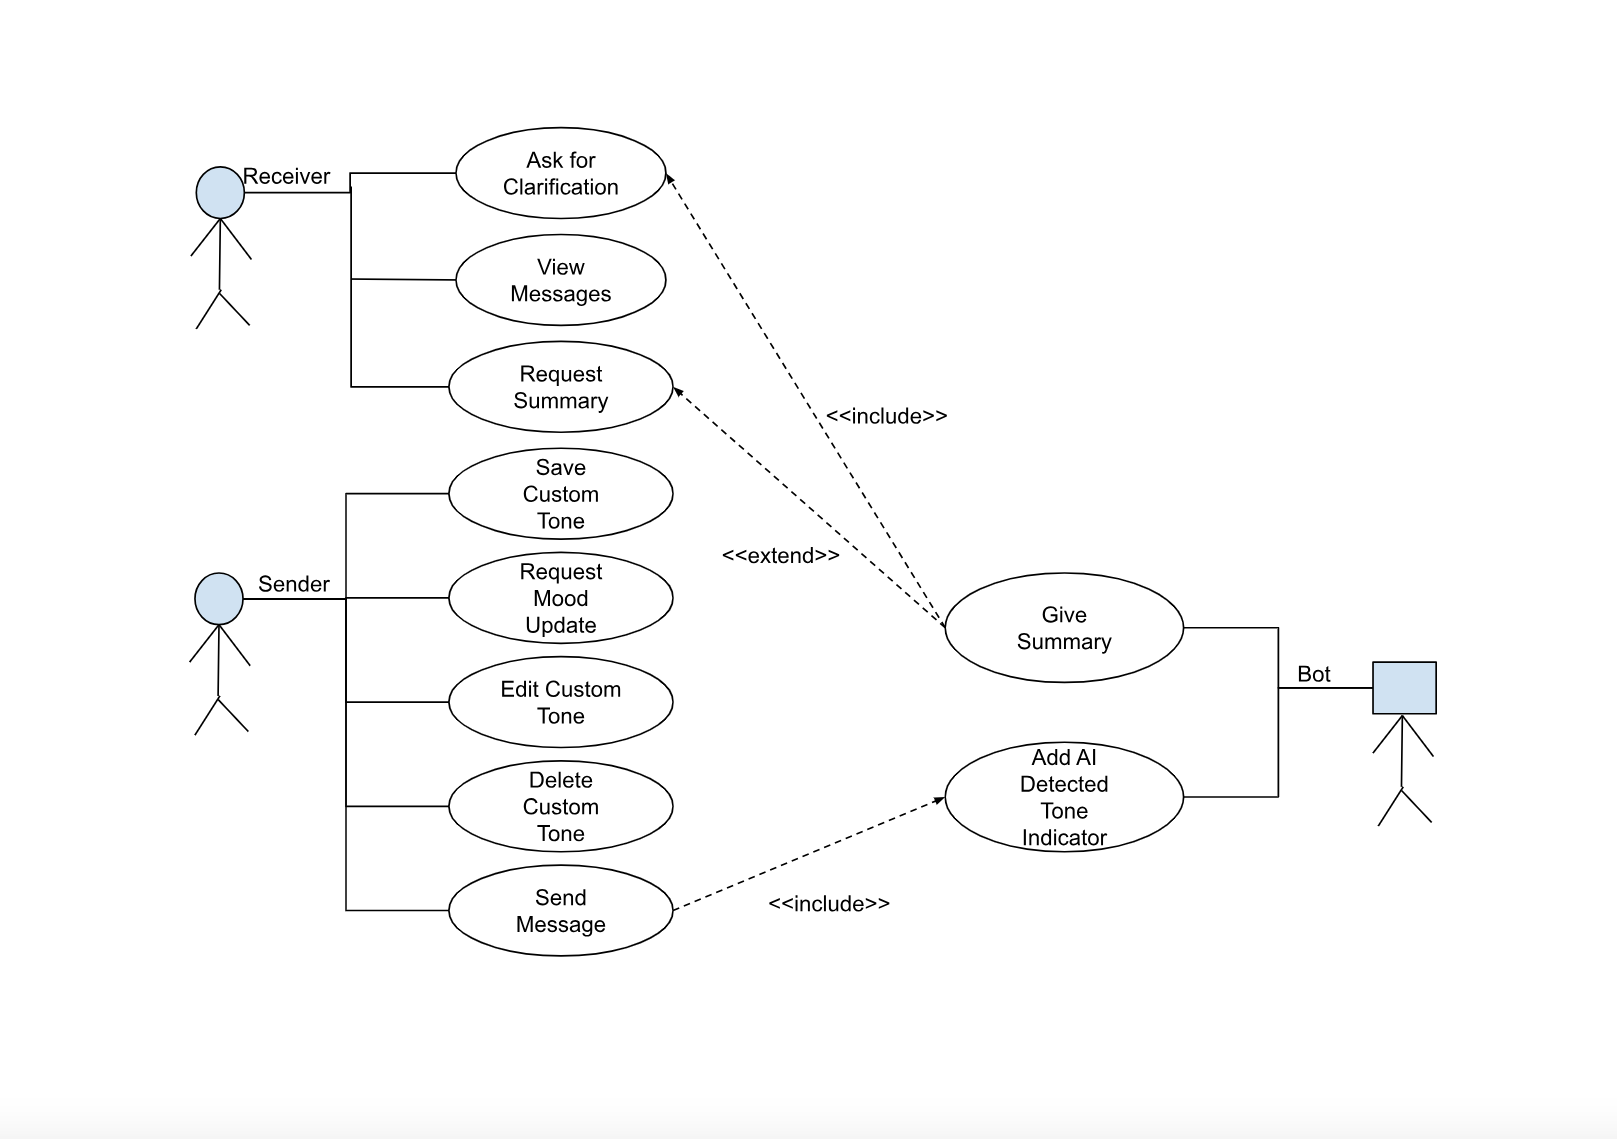 Receiver
Ask for
Clarification
View
Messages
Request
Summary
<<include>>
Save
Custom
Tone
<<extend>>
Sender
Request
Mood
Update
Give
Summary
Edit Custom
Tone
Bot
Delete
Custom
Tone
Add AI
Detected
Tone
Indicator
Send
Message
<<include>>